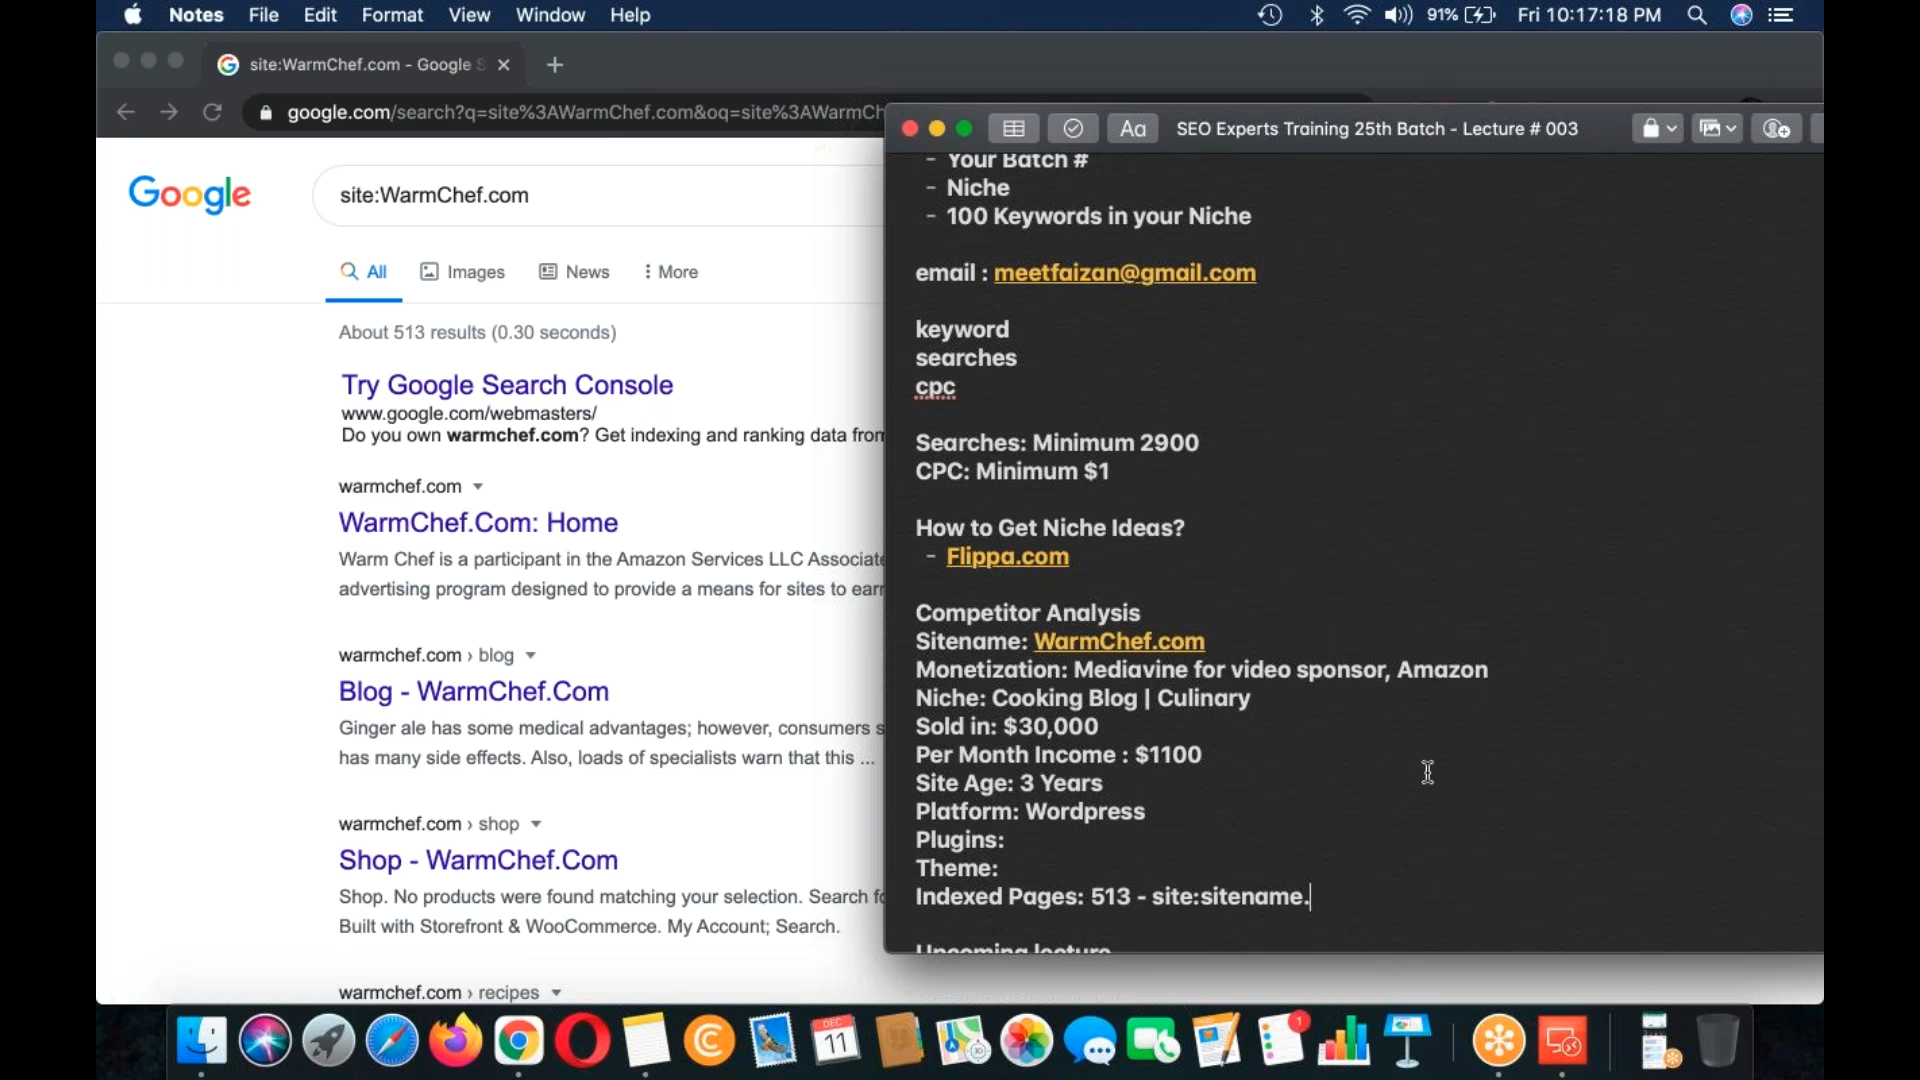 Notes File Edit Format View Window Help 91% Fri 10:17:18 PM
site:WarmChef.com - Google S
google.com/search?q=site%3AWarmChef.com&oq=site%3AWarmCh
SEO Experts Training 25th Batch - Lecture # 003
Aa
Google
site:WarmChef.com
All Images News More
About 513 results (0.30 seconds)
Try Google Search Console
www.google.com/webmasters/
Do you own warmchef.com? Get indexing and ranking data from
warmchef.com
WarmChef.Com: Home
Warm Chef is a participant in the Amazon Services LLC Associate
advertising program designed to provide a means for sites to earn
warmchef.com › blog
Blog - WarmChef.Com
Ginger ale has some medical advantages; however, consumers s
has many side effects. Also, loads of specialists warn that this ...
warmchef.com › shop
Shop - WarmChef.Com
Shop. No products were found matching your selection. Search fo
Built with Storefront & WooCommerce. My Account; Search.
warmchef.com › recipes
- Your Batch #
- Niche
- 100 Keywords in your Niche
email : meetfaizan@gmail.com
keyword
searches
cpc
Searches: Minimum 2900
CPC: Minimum $1
How to Get Niche Ideas?
- Flippa.com
Competitor Analysis
Sitename: WarmChef.com
Monetization: Mediavine for video sponsor, Amazon
Niche: Cooking Blog | Culinary
Sold in: $30,000
Per Month Income : $1100
Site Age: 3 Years
Platform: Wordpress
Plugins:
Theme:
Indexed Pages: 513 - site:sitename.
Upcoming lecture
DEC
11
1